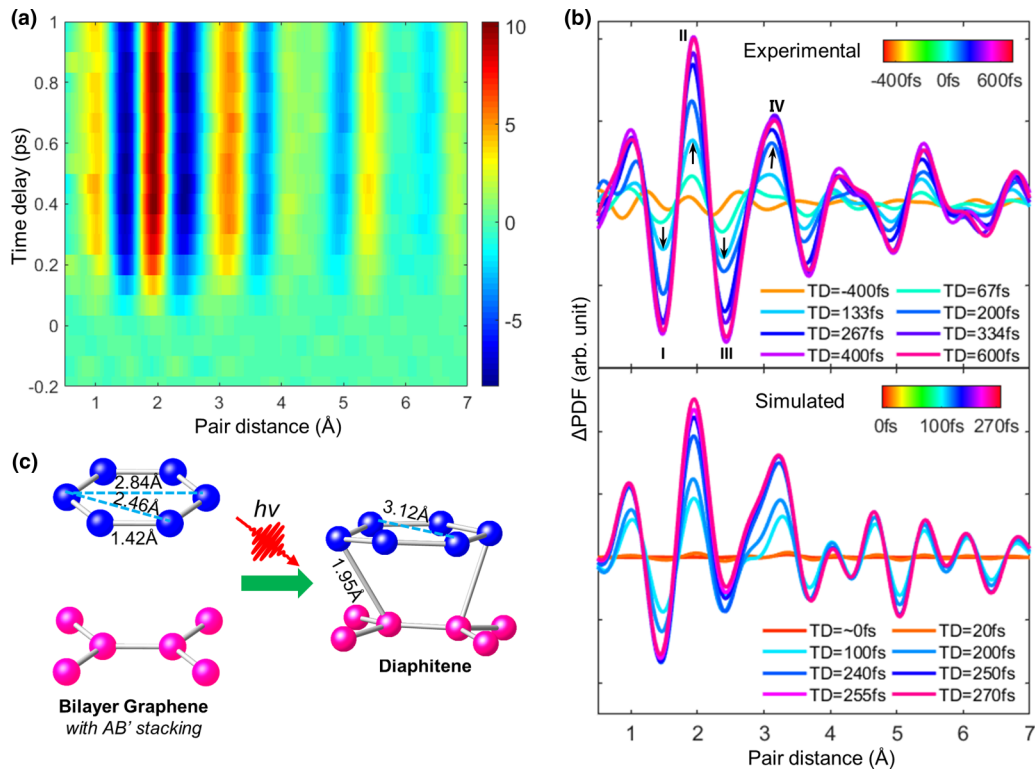 (a)
1
0.8
0.6
0.4
0.2
0
-0.2
Time delay (ps)
1 2 3 4 5 6 7
Pair distance (Å)
10
5
0
-5
(b)
II
Experimental
-400fs 0fs 600fs
IV
I
III
TD=-400fs TD=67fs
TD=133fs TD=200fs
TD=267fs TD=334fs
TD=400fs TD=600fs
ΔPDF (arb. unit)
Simulated
0fs 100fs 270fs
TD=~0fs TD=20fs
TD=100fs TD=200fs
TD=240fs TD=250fs
TD=255fs TD=270fs
1 2 3 4 5 6 7
Pair distance (Å)
(c)
2.84Å
2.46Å
1.42Å
hν
3.12Å
1.95Å
Bilayer Graphene
with AB' stacking
Diaphitene